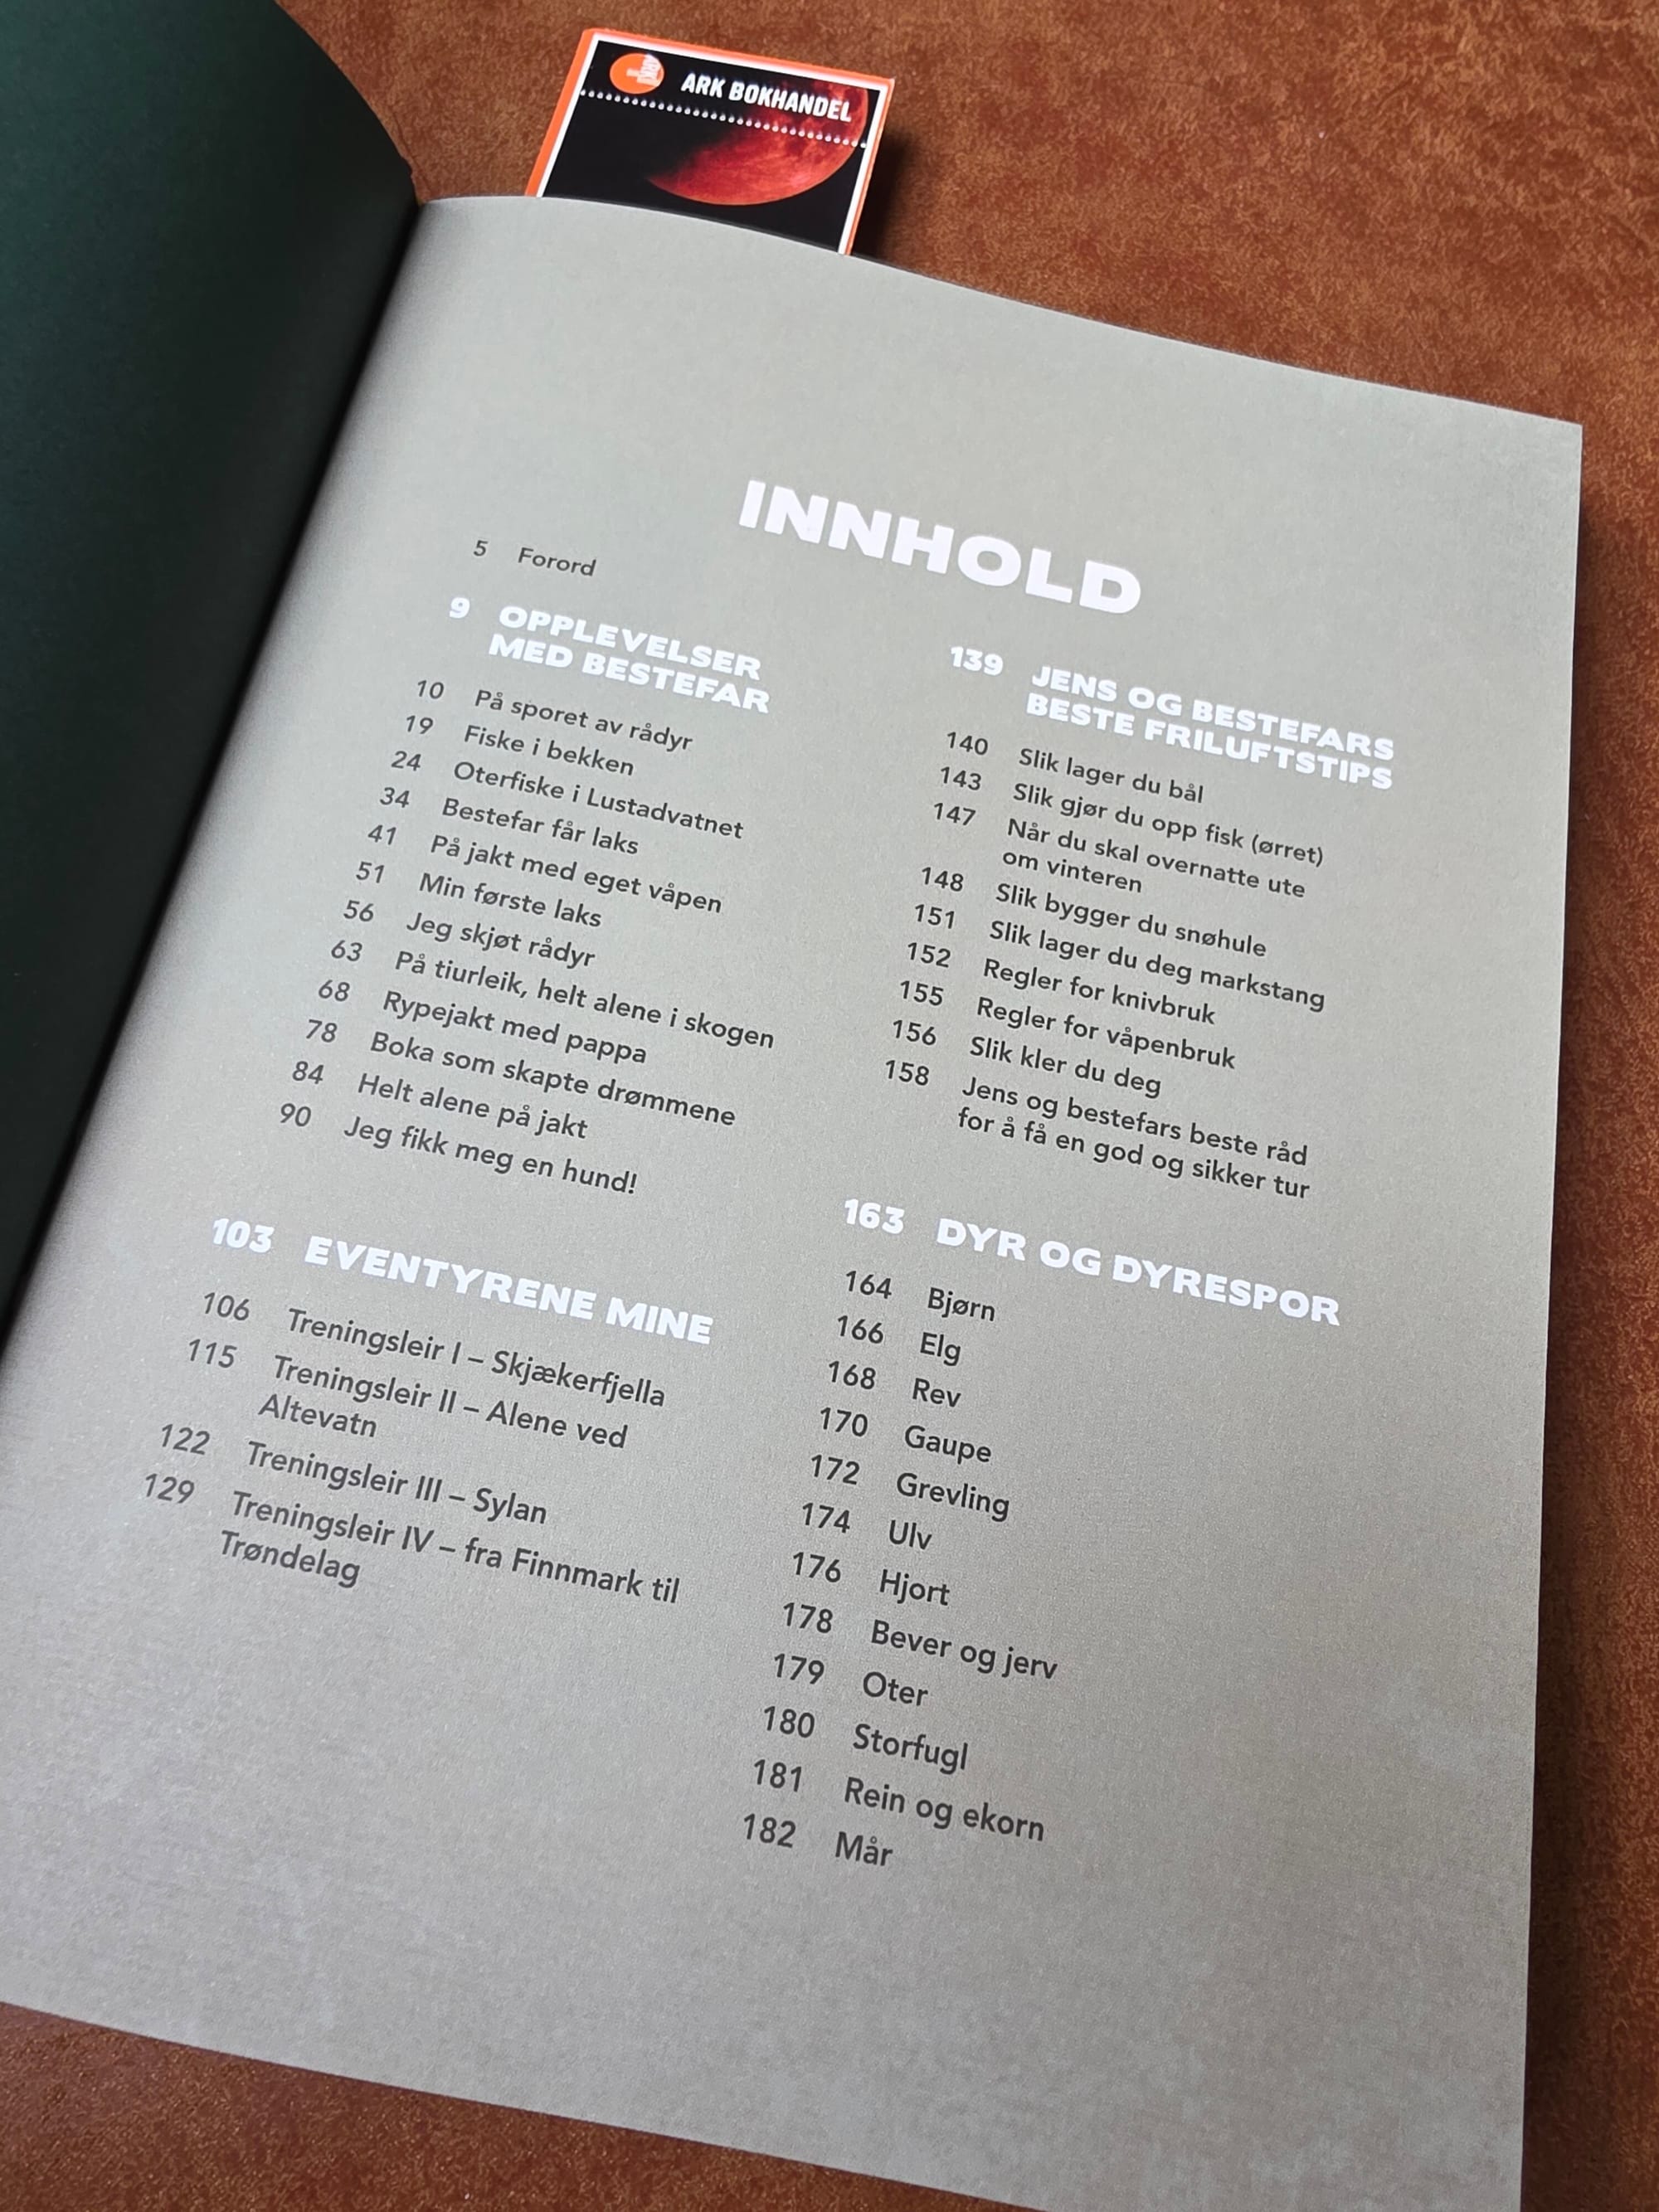 ARK BOKHANDEL
INNHOLD
5 Forord
9 OPPLEVELSER
MED BESTEFAR
10 På sporet av rådyr
19 Fiske i bekken
24 Oterfiske i Lustadvatnet
34 Bestefar får laks
41 På jakt med eget våpen
51 Min første laks
56 Jeg skjøt rådyr
63 På tiurleik, helt alene i skogen
68 Rypejakt med pappa
78 Boka som skapte drømmene
84 Helt alene på jakt
90 Jeg fikk meg en hund!
103 EVENTYRENE MINE
106 Treningsleir I – Skjækerfjella
115 Treningsleir II – Alene ved
Altevatn
122 Treningsleir III – Sylan
129 Treningsleir IV – fra Finnmark til
Trøndelag
139 JENS OG BESTEFARS
BESTE FRILUFTSTIPS
140 Slik lager du bål
143 Slik gjør du opp fisk (ørret)
147 Når du skal overnatte ute
om vinteren
148 Slik bygger du snøhule
151 Slik lager du deg markstang
152 Regler for knivbruk
155 Regler for våpenbruk
156 Slik kler du deg
158 Jens og bestefars beste råd
for å få en god og sikker tur
163 DYR OG DYRESPOR
164 Bjørn
166 Elg
168 Rev
170 Gaupe
172 Grevling
174 Ulv
176 Hjort
178 Bever og jerv
179 Oter
180 Storfugl
181 Rein og ekorn
182 Mår